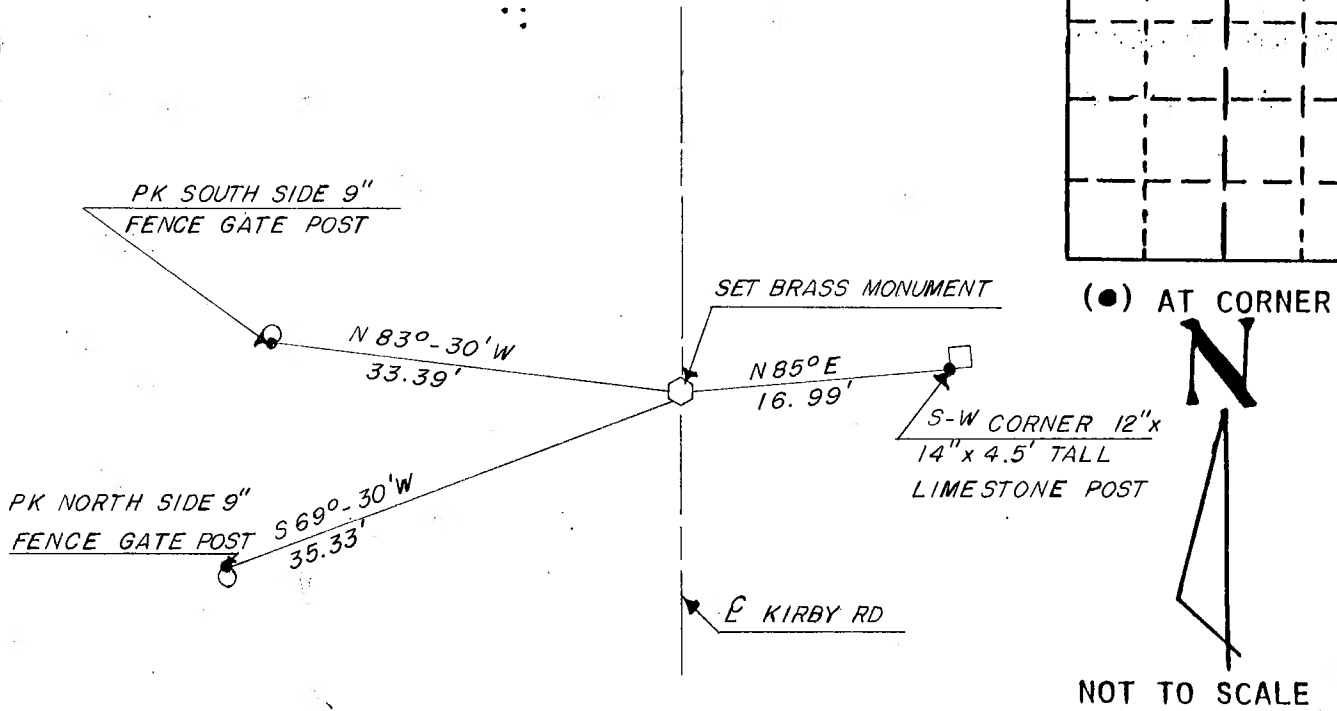 PK SOUTH SIDE 9"
FENCE GATE POST
SET BRASS MONUMENT
(●) AT CORNER
N
N 83°-30'W
33.39'
N 85° E
16.99'
S-W CORNER 12" x
14" x 4.5' TALL
LIMESTONE POST
PK NORTH SIDE 9"
FENCE GATE POST
S 69°-30'W
35.33'
℄ KIRBY RD
NOT TO SCALE